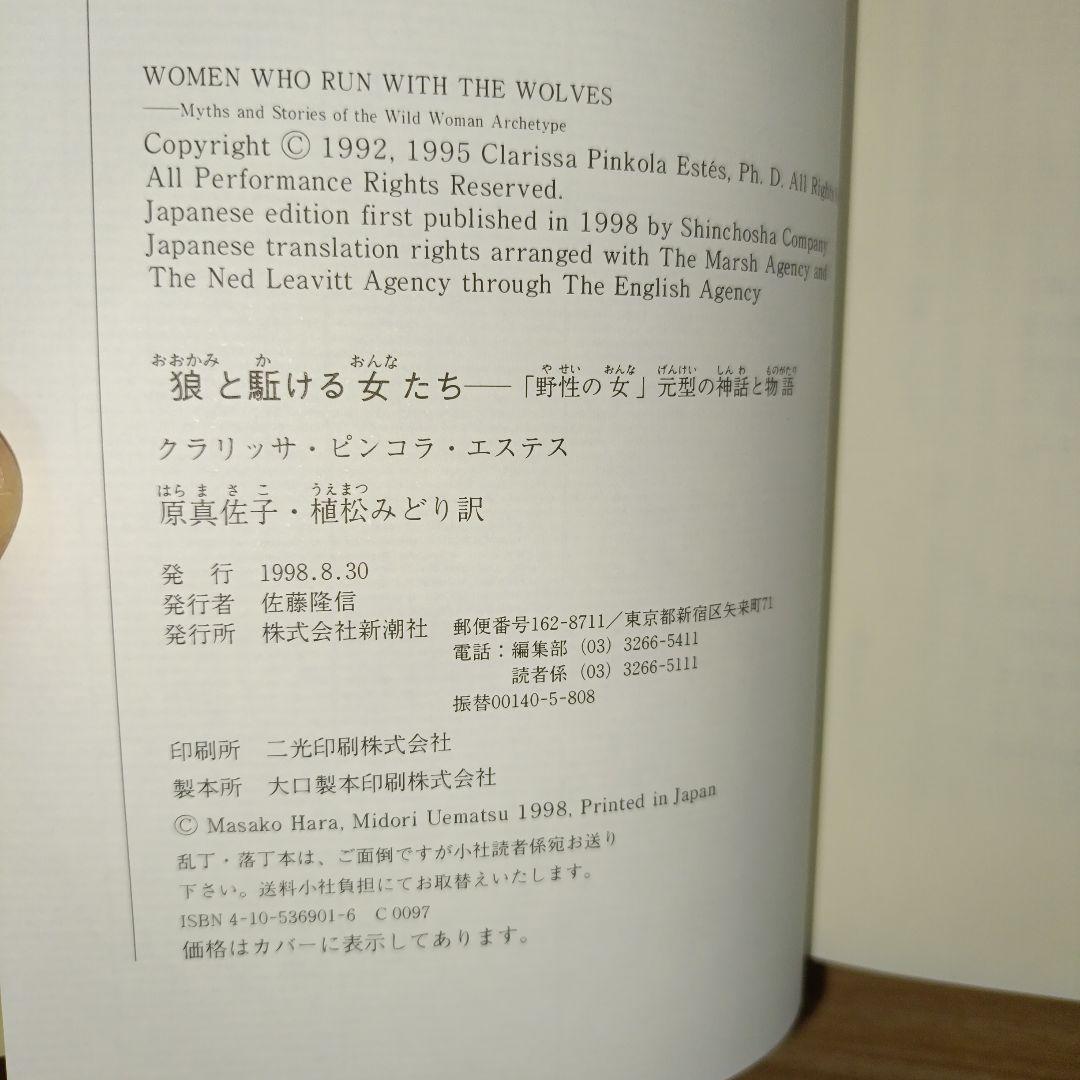 WOMEN WHO RUN WITH THE WOLVES
——Myths and Stories of the Wild Woman Archetype
Copyright © 1992, 1995 Clarissa Pinkola Estés, Ph. D. All Rights
All Performance Rights Reserved.
Japanese edition first published in 1998 by Shinchosha Company
Japanese translation rights arranged with The Marsh Agency and
The Ned Leavitt Agency through The English Agency
おおかみ か おんな や せい おんな げんけい しん わ ものがたり
狼と駈ける女たち——「野性の女」元型の神話と物語
クラリッサ・ピンコラ・エステス
はら ま さ こ うえまつ
原真佐子・植松みどり訳
発 行 1998.8.30
発行者 佐藤隆信
発行所 株式会社新潮社 郵便番号162-8711／東京都新宿区矢来町71
電話：編集部 (03) 3266-5411
読者係 (03) 3266-5111
振替00140-5-808
印刷所 二光印刷株式会社
製本所 大口製本印刷株式会社
© Masako Hara, Midori Uematsu 1998, Printed in Japan
乱丁・落丁本は、ご面倒ですが小社読者係宛お送り
下さい。送料小社負担にてお取替えいたします。
ISBN 4-10-536901-6 C 0097
価格はカバーに表示してあります。